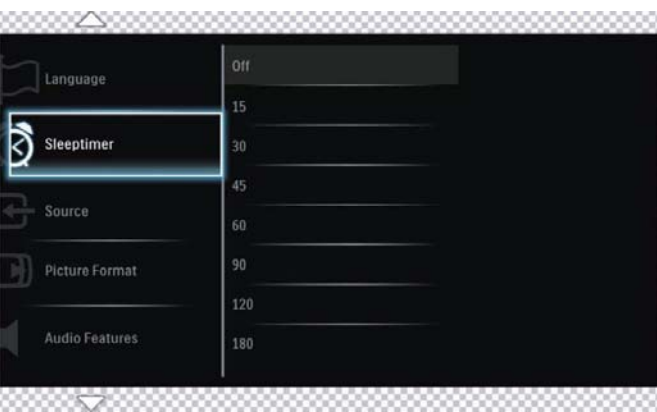 Language
Sleeptimer
Source
Picture Format
Audio Features
Off
15
30
45
60
90
120
180